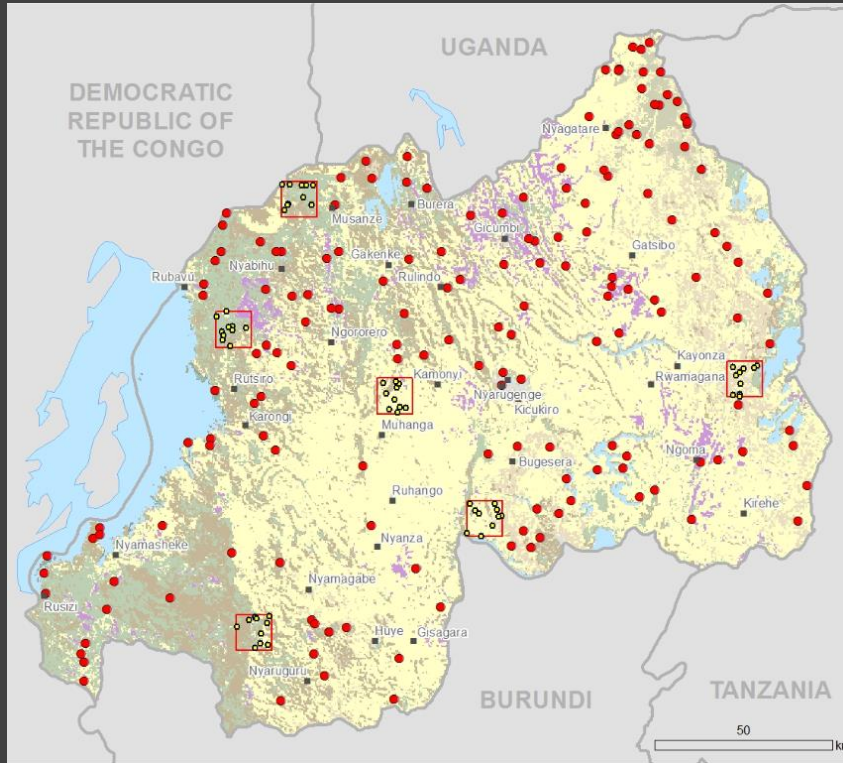 UGANDA
DEMOCRATIC
REPUBLIC OF
THE CONGO
Nyagatare
Musanze
Burera
Gicumbi
Gatsibo
Gakenke
Nyabihu
Rulindo
Rubavu
Ngororero
Kayonza
Rwamagana
Kamonyi
Nyarugenge
Kicukiro
Rutsiro
Karongi
Muhanga
Ngoma
Bugesera
Ruhango
Kirehe
Nyanza
Nyamasheke
Nyamagabe
Rusizi
Huye
Gisagara
Nyaruguru
BURUNDI
TANZANIA
50